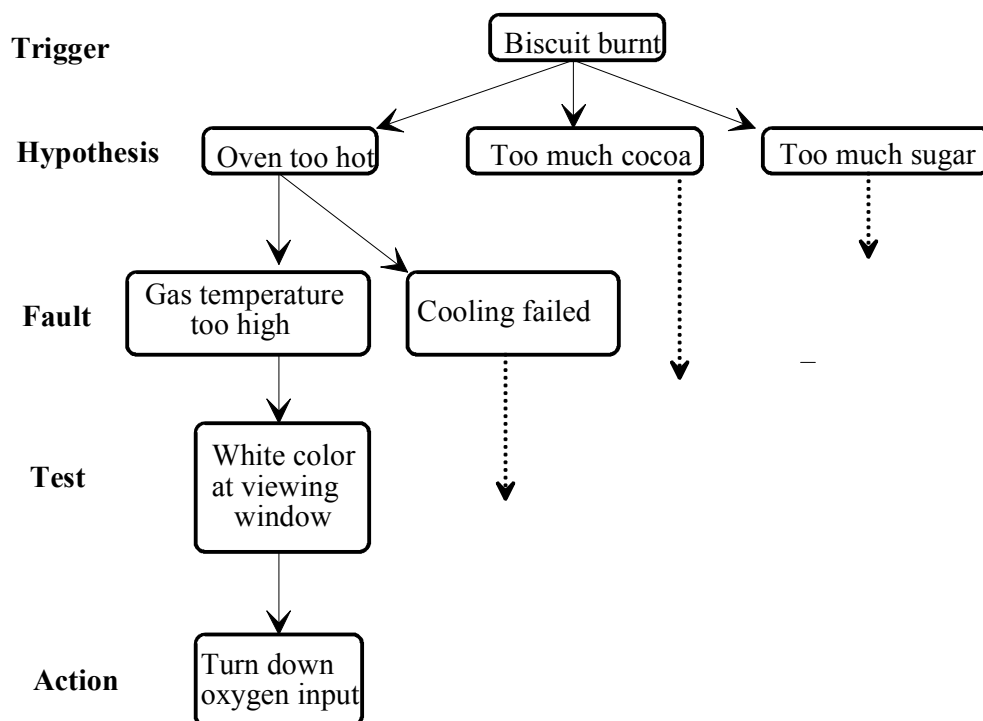 Trigger
Biscuit burnt
Hypothesis
Oven too hot
Too much cocoa
Too much sugar
Fault
Gas temperature
too high
Cooling failed
Test
White color
at viewing
window
Action
Turn down
oxygen input